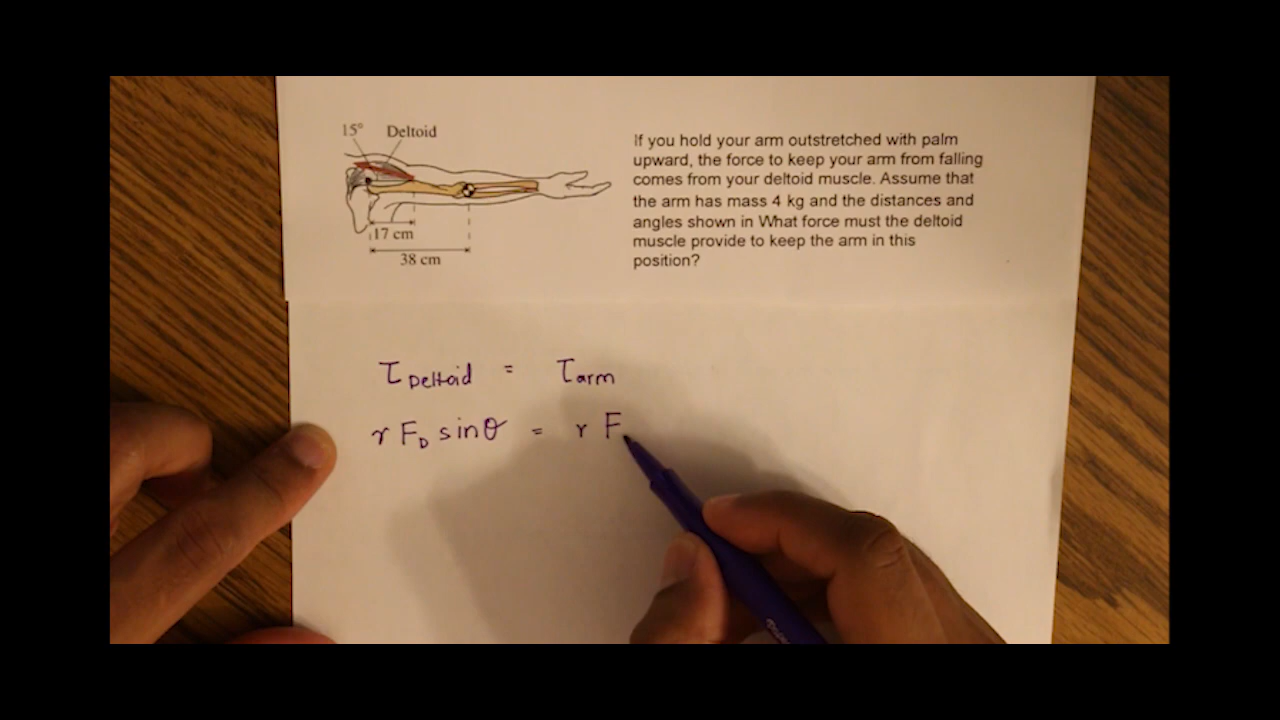 15° Deltoid
17 cm
38 cm
If you hold your arm outstretched with palm
upward, the force to keep your arm from falling
comes from your deltoid muscle. Assume that
the arm has mass 4 kg and the distances and
angles shown in What force must the deltoid
muscle provide to keep the arm in this
position?
τ Deltoid = τ arm
r F_D sinθ = r F